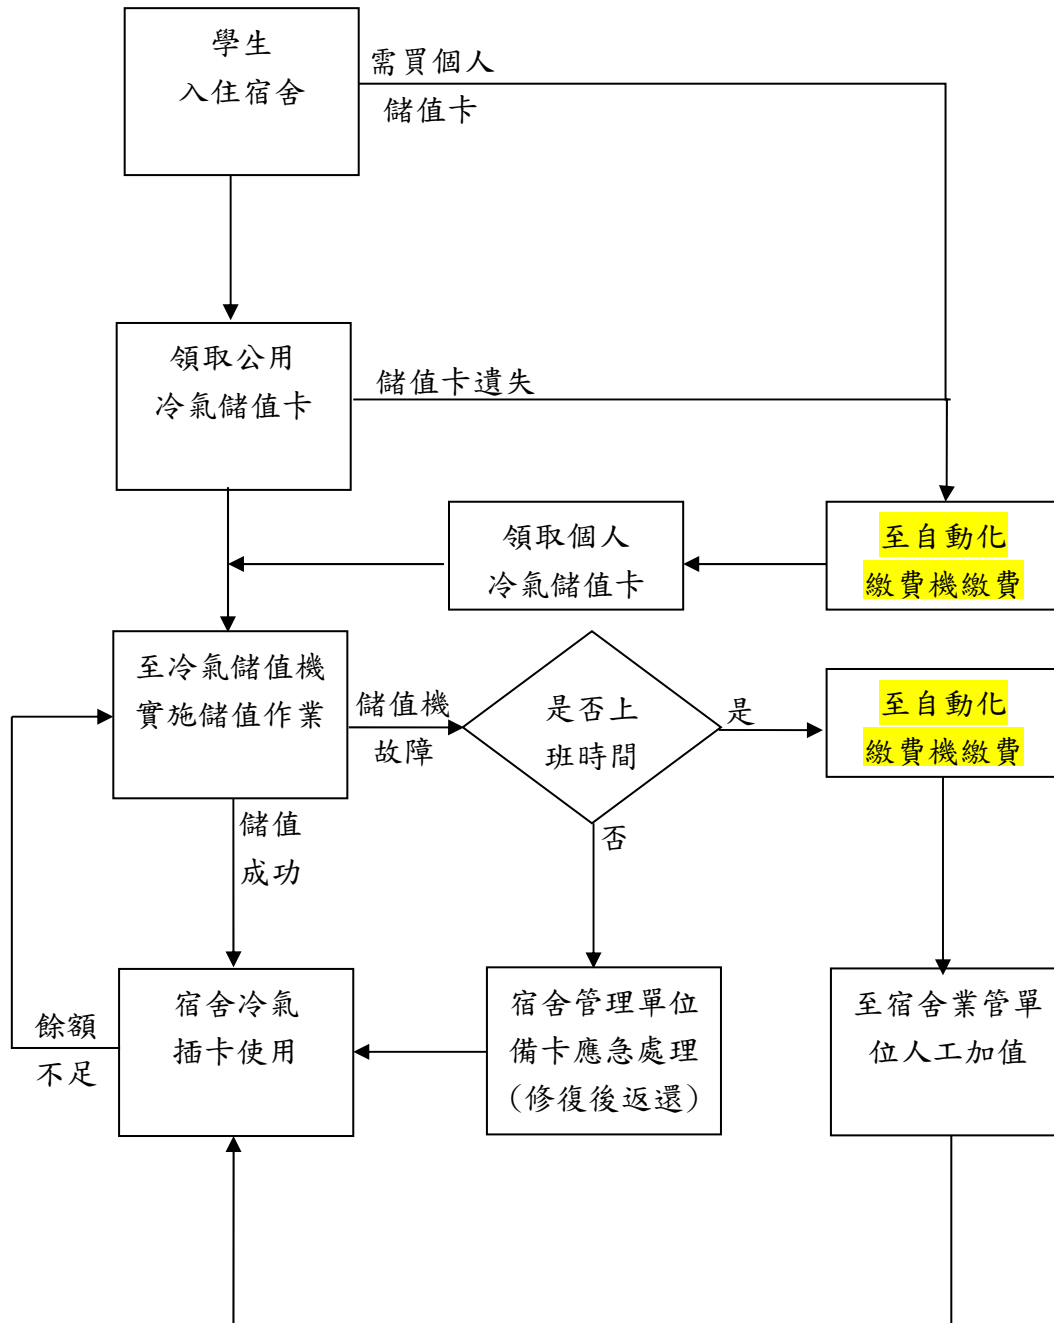 學生
入住宿舍
需買個人
儲值卡
領取公用
冷氣儲值卡
儲值卡遺失
領取個人
冷氣儲值卡
至自動化
繳費機繳費
至冷氣儲值機
實施儲值作業
儲值機
故障
是否上
班時間
是
至自動化
繳費機繳費
儲值
成功
否
宿舍冷氣
插卡使用
餘額
不足
宿舍管理單位
備卡應急處理
(修復後返還)
至宿舍業管單
位人工加值